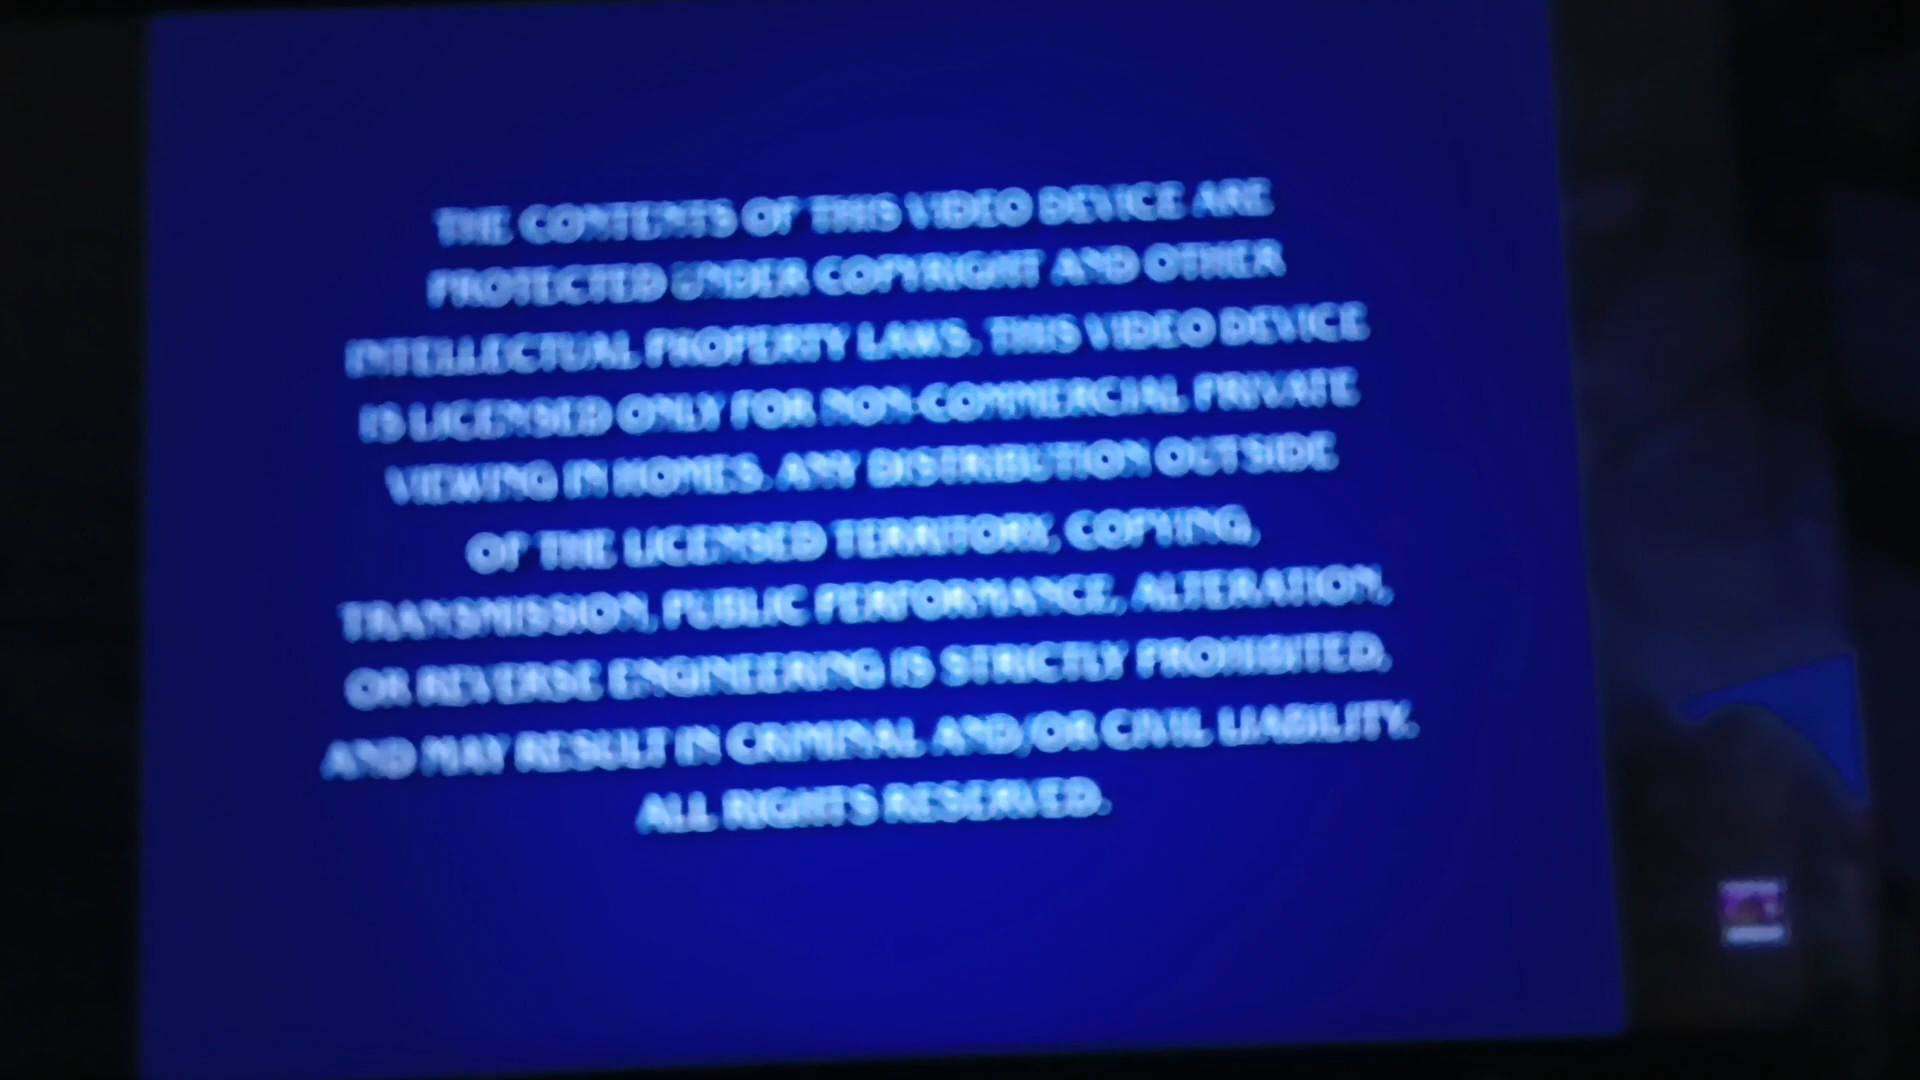 THE CONTENTS OF THIS VIDEO DEVICE ARE
PROTECTED UNDER COPYRIGHT AND OTHER
INTELLECTUAL PROPERTY LAWS. THIS VIDEO DEVICE
IS LICENSED ONLY FOR NON-COMMERCIAL PRIVATE
VIEWING IN HOMES. ANY DISTRIBUTION OUTSIDE
OF THE LICENSED TERRITORY, COPYING,
TRANSMISSION, PUBLIC PERFORMANCE, ALTERATION,
OR REVERSE ENGINEERING IS STRICTLY PROHIBITED,
AND MAY RESULT IN CRIMINAL AND/OR CIVIL LIABILITY.
ALL RIGHTS RESERVED.